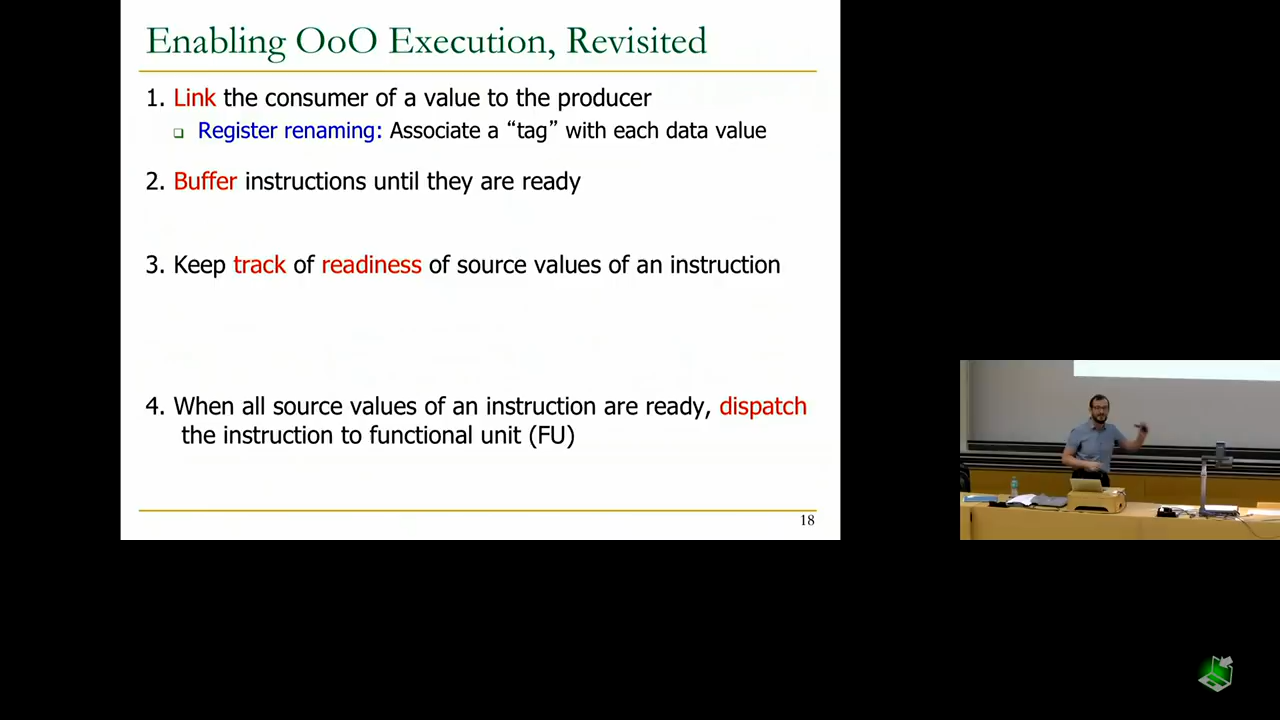 Enabling OoO Execution, Revisited
1. Link the consumer of a value to the producer
Register renaming: Associate a “tag” with each data value
2. Buffer instructions until they are ready
3. Keep track of readiness of source values of an instruction
4. When all source values of an instruction are ready, dispatch
the instruction to functional unit (FU)
18